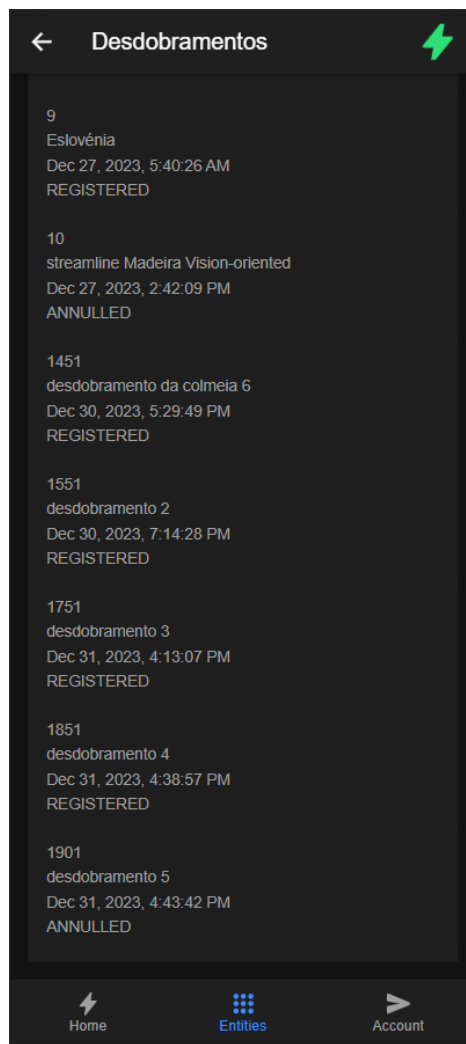 Desdobramentos
9
Eslovénia
Dec 27, 2023, 5:40:26 AM
REGISTERED
10
streamline Madeira Vision-oriented
Dec 27, 2023, 2:42:09 PM
ANNULLED
1451
desdobramento da colmeia 6
Dec 30, 2023, 5:29:49 PM
REGISTERED
1551
desdobramento 2
Dec 30, 2023, 7:14:28 PM
REGISTERED
1751
desdobramento 3
Dec 31, 2023, 4:13:07 PM
REGISTERED
1851
desdobramento 4
Dec 31, 2023, 4:38:57 PM
REGISTERED
1901
desdobramento 5
Dec 31, 2023, 4:43:42 PM
ANNULLED
Home Entities Account